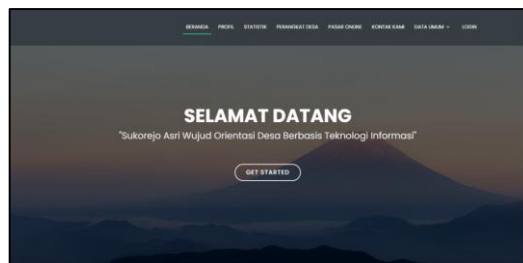 BERANDA PROFIL STATISTIK PERANGKAT DESA PASAR ONLINE KONTAK KAMI DATA UMUM LOGIN
SELAMAT DATANG
"Sukorejo Asri Wujud Orientasi Desa Berbasis Teknologi Informasi"
GET STARTED